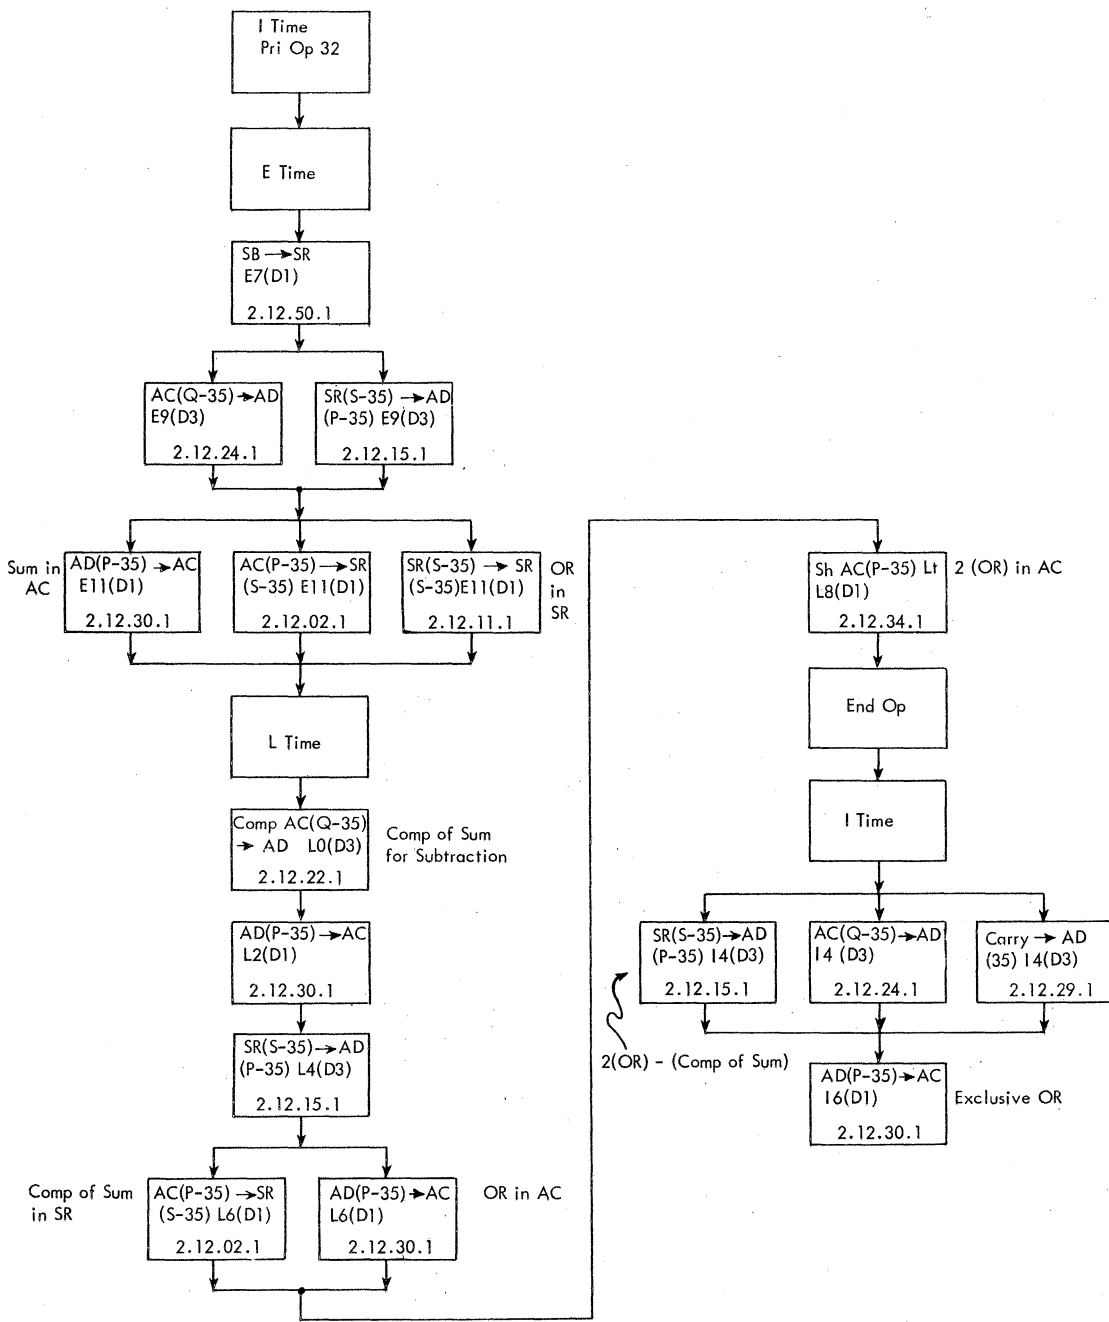 I Time
Pri Op 32
E Time
SB → SR
E7(D1)
2.12.50.1
AC(Q-35) → AD
E9(D3)
2.12.24.1
SR(S-35) → AD
(P-35) E9(D3)
2.12.15.1
Sum in
AC
AD(P-35) → AC
E11(D1)
2.12.30.1
AC(P-35) → SR
(S-35) E11(D1)
2.12.02.1
SR(S-35) → SR
(S-35)E11(D1)
2.12.11.1
OR
in
SR
L Time
Comp AC(Q-35)
→ AD L0(D3)
2.12.22.1
Comp of Sum
for Subtraction
AD(P-35) → AC
L2(D1)
2.12.30.1
SR(S-35) → AD
(P-35) L4(D3)
2.12.15.1
Comp of Sum
in SR
AC(P-35) → SR
(S-35) L6(D1)
2.12.02.1
AD(P-35) → AC
L6(D1)
2.12.30.1
OR in AC
Sh AC(P-35) Lt
L8(D1)
2.12.34.1
2 (OR) in AC
End Op
I Time
SR(S-35) → AD
(P-35) I4(D3)
2.12.15.1
AC(Q-35) → AD
I4 (D3)
2.12.24.1
Carry → AD
(35) I4(D3)
2.12.29.1
2(OR) - (Comp of Sum)
AD(P-35) → AC
I6(D1)
2.12.30.1
Exclusive OR